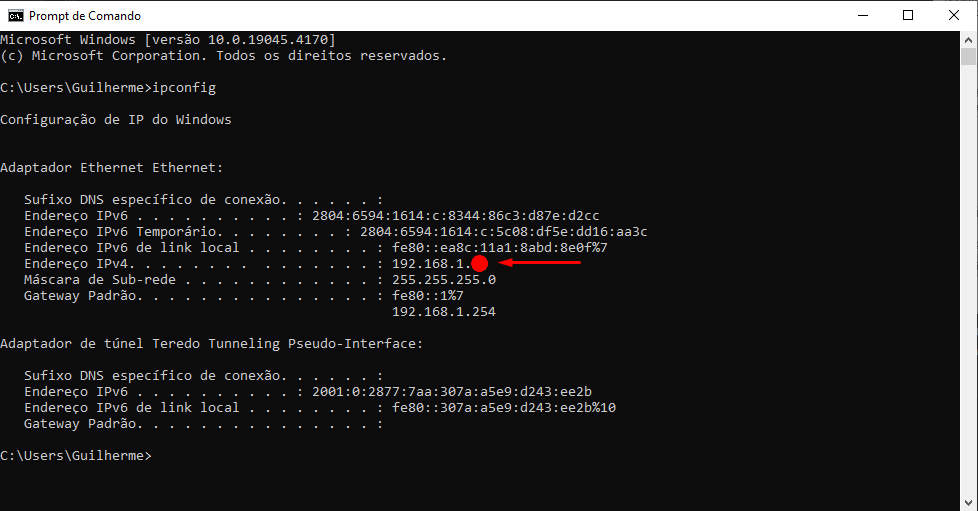 Prompt de Comando
Microsoft Windows [versão 10.0.19045.4170]
(c) Microsoft Corporation. Todos os direitos reservados.
C:\Users\Guilherme>ipconfig
Configuração de IP do Windows
Adaptador Ethernet Ethernet:
Sufixo DNS específico de conexão. . . . . . :
Endereço IPv6 . . . . . . . . . . : 2804:6594:1614:c:8344:86c3:d87e:d2cc
Endereço IPv6 Temporário. . . . . . . . : 2804:6594:1614:c:5c08:df5e:dd16:aa3c
Endereço IPv6 de link local . . . . . . . . : fe80::ea8c:11a1:8abd:8e0f%7
Endereço IPv4. . . . . . . . . . . . . . . : 192.168.1.
Máscara de Sub-rede . . . . . . . . . . . . : 255.255.255.0
Gateway Padrão. . . . . . . . . . . . . . . : fe80::1%7
192.168.1.254
Adaptador de túnel Teredo Tunneling Pseudo-Interface:
Sufixo DNS específico de conexão. . . . . . :
Endereço IPv6 . . . . . . . . . . : 2001:0:2877:7aa:307a:a5e9:d243:ee2b
Endereço IPv6 de link local . . . . . . . . : fe80::307a:a5e9:d243:ee2b%10
Gateway Padrão. . . . . . . . . . . . . . . :
C:\Users\Guilherme>